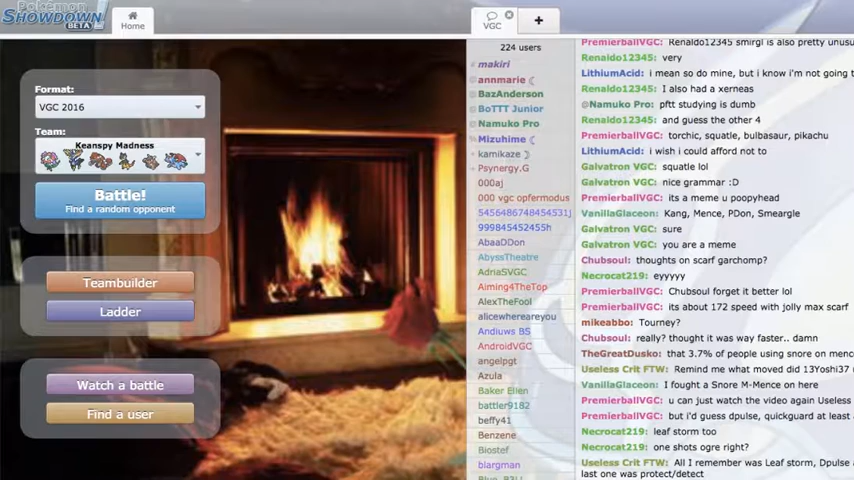 Pokémon
SHOWDOWN
BETA
Home
VGC
+
Format:
VGC 2016
Team:
Keanspy Madness
Battle!
Find a random opponent
Teambuilder
Ladder
Watch a battle
Find a user
224 users
makiri
annmarie
BazAnderson
BoTTT Junior
Namuko Pro
Mizuhime
kamikaze
Psynergy.G
000aj
000 vgc opfermodus
5456486748454531j
999845452455h
AbaaDDon
AbyssTheatre
AdriaSVGC
Aiming4TheTop
AlexTheFool
alicewhereareyou
Andiuws BS
AndroidVGC
angelpgt
Azula
Baker Ellen
battler9182
beffy41
Benzene
Biostef
blargman
PremierballVGC: Renaldo12345 smirgl is also pretty unusu
Renaldo12345: very
LithiumAcid: i mean so do mine, but i know i'm not going t
Renaldo12345: I also had a xerneas
@Namuko Pro: pftt studying is dumb
Renaldo12345: and guess the other 4
PremierballVGC: torchic, squatle, bulbasaur, pikachu
LithiumAcid: i wish i could afford not to
Galvatron VGC: squatle lol
Galvatron VGC: nice grammar :D
PremierballVGC: its a meme u poopyhead
VanillaGlaceon: Kang, Mence, PDon, Smeargle
Galvatron VGC: sure
Galvatron VGC: you are a meme
Chubsoul: thoughts on scarf garchomp?
Necrocat219: eyyyyy
PremierballVGC: Chubsoul forget it better lol
PremierballVGC: its about 172 speed with jolly max scarf
mikeabbo: Tourney?
Chubsoul: really? thought it was way faster.. damn
TheGreatDusko: that 3.7% of people using snore on menc
Useless Crit FTW: Remind me what moved did 13Yoshi37
VanillaGlaceon: I fought a Snore M-Mence on here
PremierballVGC: u can just watch the video again Useless
PremierballVGC: but i'd guess dpulse, quickguard at least a
Necrocat219: leaf storm too
Necrocat219: one shots ogre right?
Useless Crit FTW: All I remember was Leaf storm, Dpulse a
last one was protect/detect